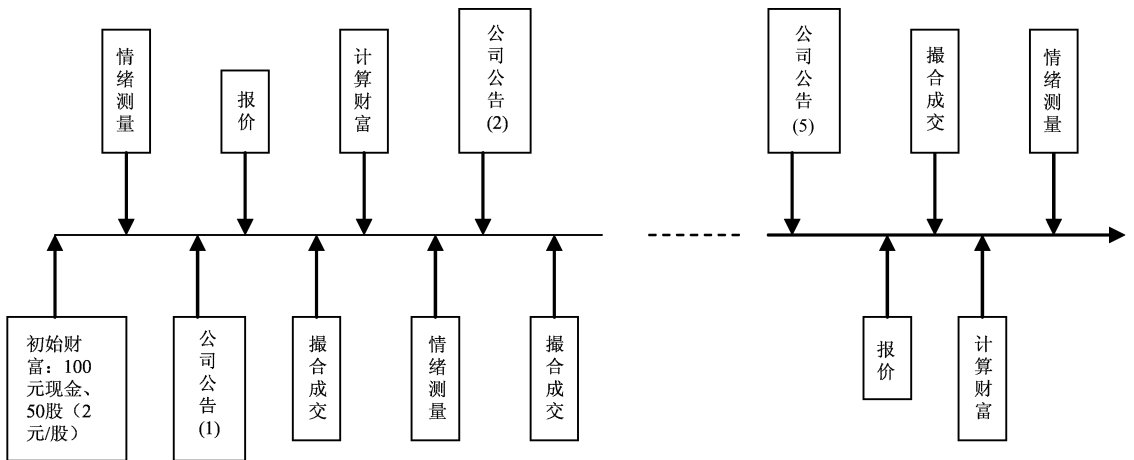 情绪测量
报价
计算财富
公司公告(2)
公司公告(5)
撮合成交
情绪测量
初始财
富：100
元现金、
50股（2
元/股）
公司公告(1)
撮合成交
情绪测量
撮合成交
报价
计算财富